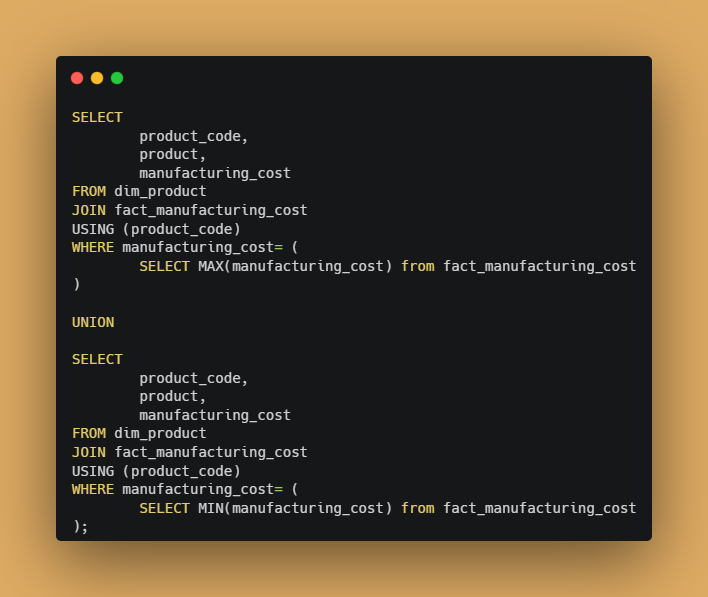 SELECT
        product_code,
        product,
        manufacturing_cost
FROM dim_product
JOIN fact_manufacturing_cost
USING (product_code)
WHERE manufacturing_cost= (
        SELECT MAX(manufacturing_cost) from fact_manufacturing_cost
)

UNION

SELECT
        product_code,
        product,
        manufacturing_cost
FROM dim_product
JOIN fact_manufacturing_cost
USING (product_code)
WHERE manufacturing_cost= (
        SELECT MIN(manufacturing_cost) from fact_manufacturing_cost
);